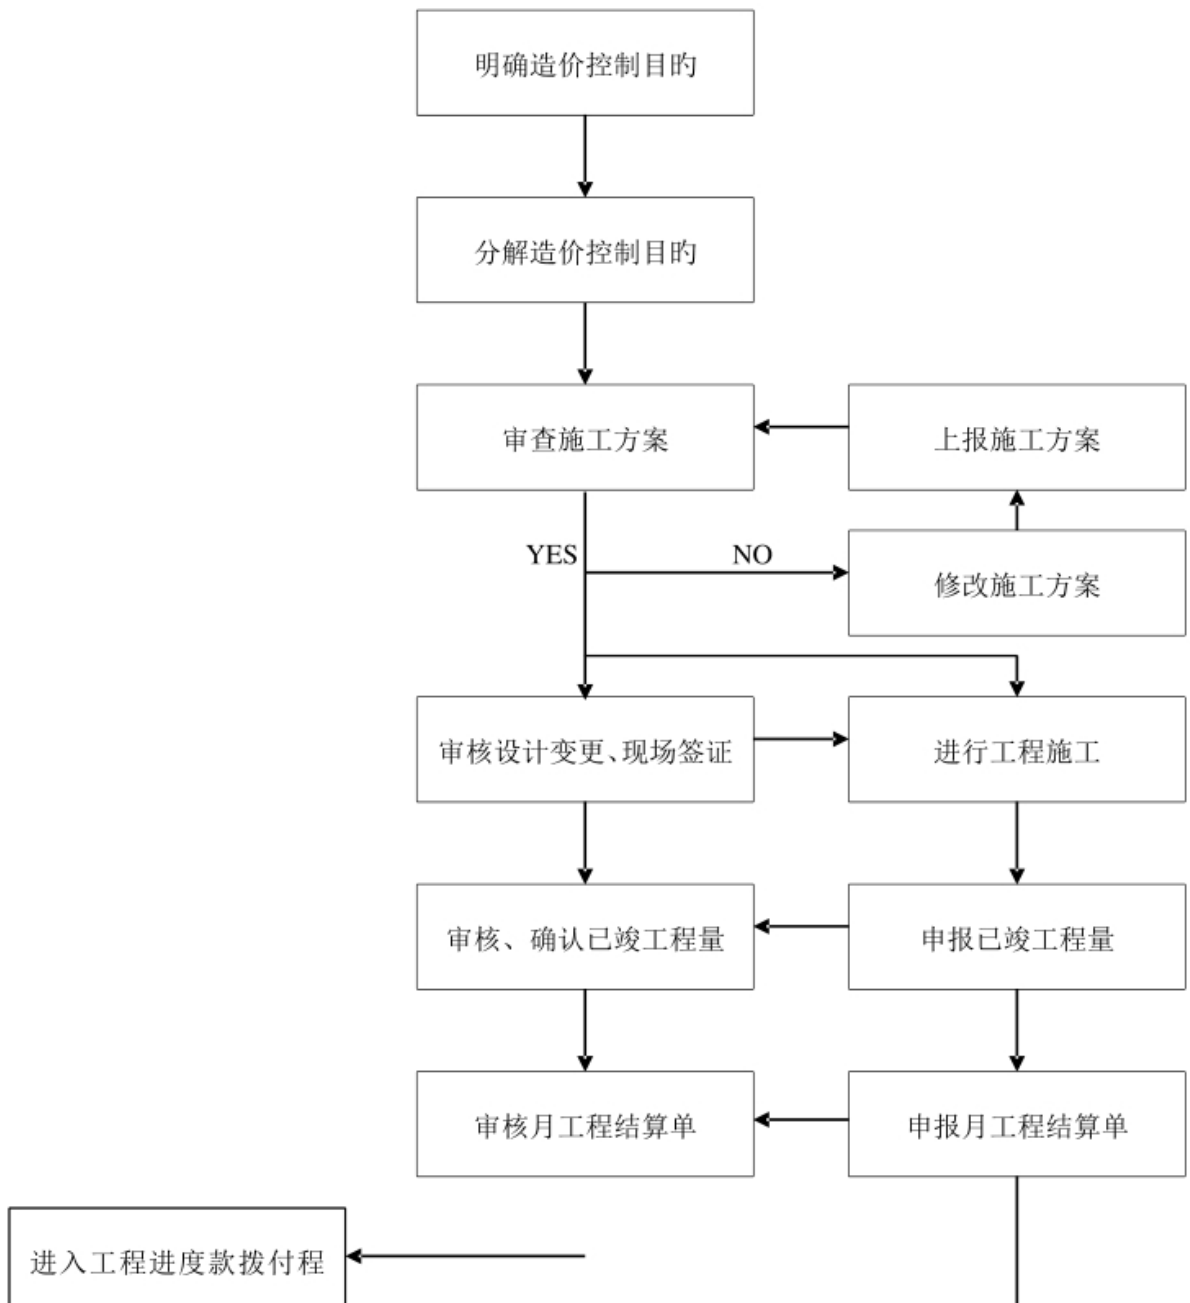 明确造价控制目旳
分解造价控制目旳
审查施工方案
上报施工方案
YES
NO
修改施工方案
审核设计变更、现场签证
进行工程施工
审核、确认已竣工程量
申报已竣工程量
审核月工程结算单
申报月工程结算单
进入工程进度款拨付程